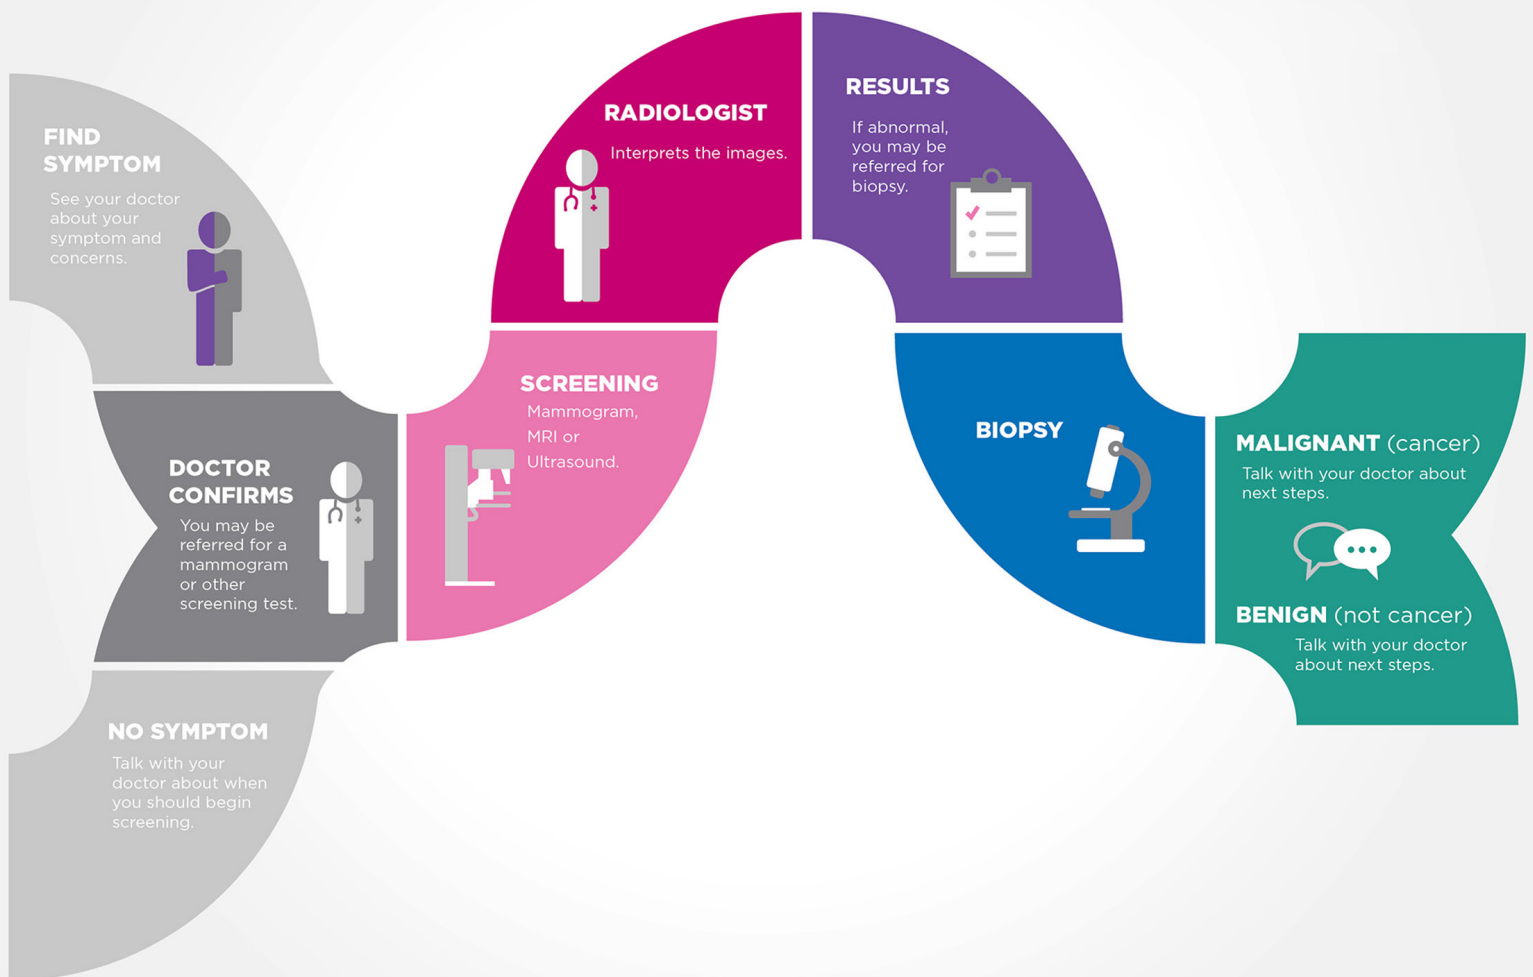 FIND
SYMPTOM
See your doctor
about your
symptom and
concerns.
DOCTOR
CONFIRMS
You may be
referred for a
mammogram
or other
screening test.
NO SYMPTOM
Talk with your
doctor about when
you should begin
screening.
SCREENING
Mammogram,
MRI or
Ultrasound.
RADIOLOGIST
Interprets the images.
RESULTS
If abnormal,
you may be
referred for
biopsy.
BIOPSY
MALIGNANT (cancer)
Talk with your doctor about
next steps.
BENIGN (not cancer)
Talk with your doctor
about next steps.